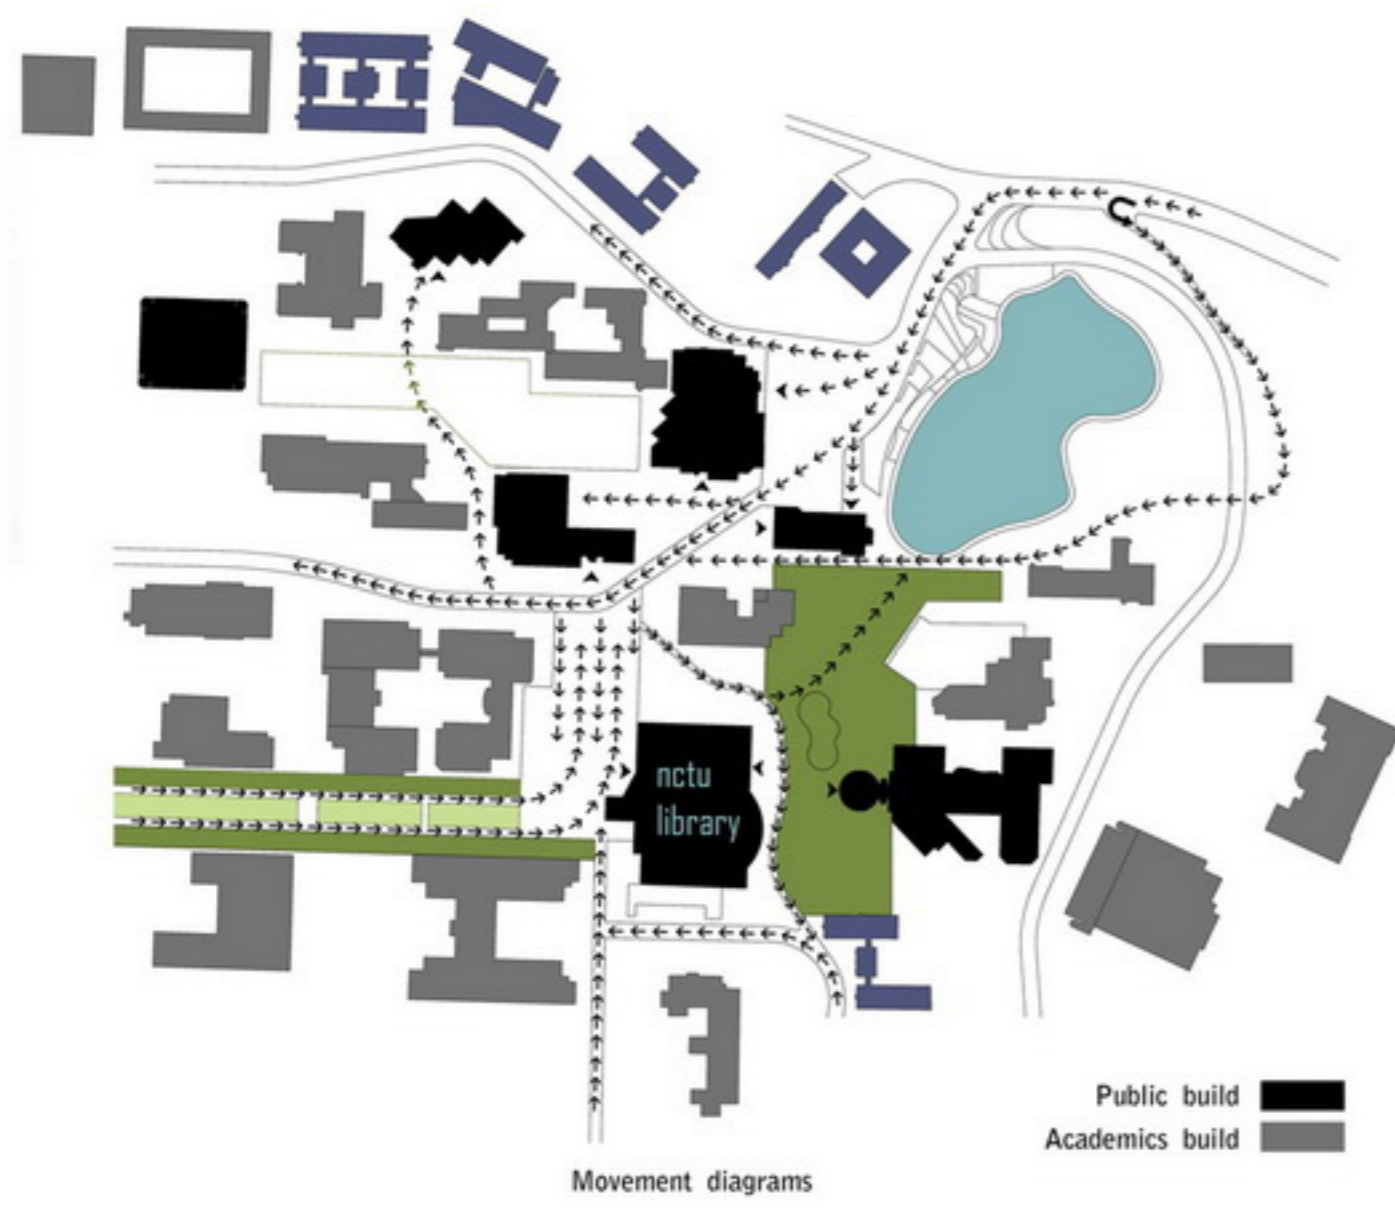 nctu
library
Public build
Academics build
Movement diagrams